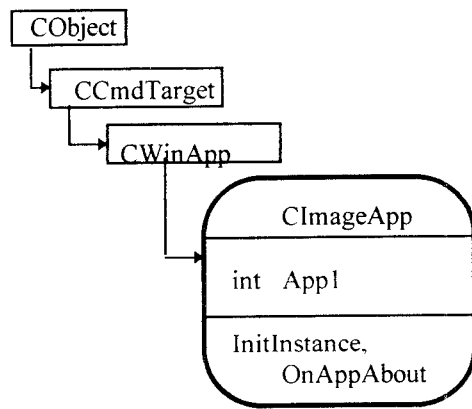 CObject
CCmdTarget
CWinApp
CImageApp
int App1
InitInstance,
OnAppAbout